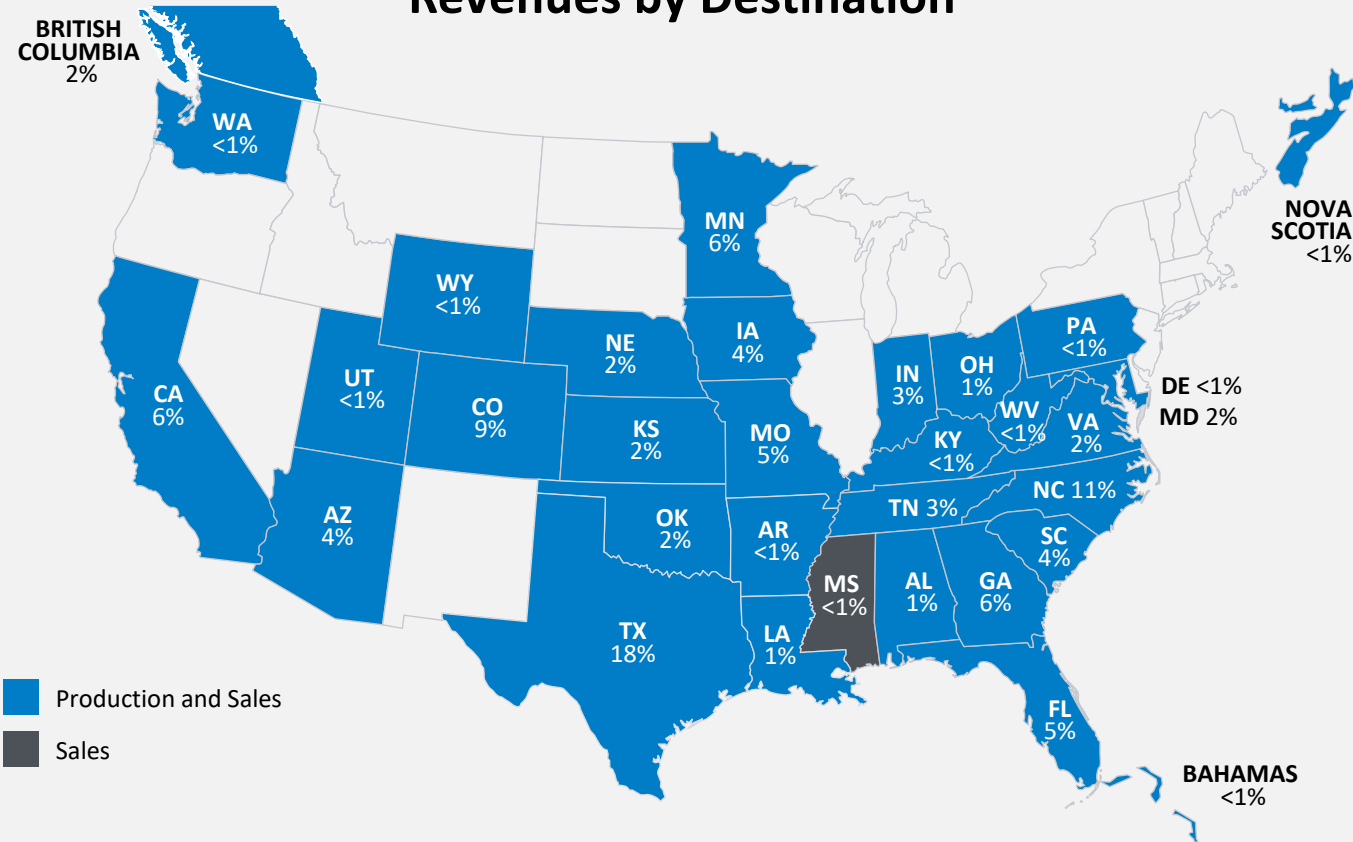 Revenues by Destination
BRITISH
COLUMBIA
2%
WA
<1%
MN
6%
NOVA
SCOTIA
<1%
WY
<1%
NE
2%
IA
4%
PA
<1%
CA
6%
UT
<1%
CO
9%
KS
2%
MO
5%
IN
3%
OH
1%
WV
<1%
VA
2%
DE <1%
MD 2%
KY
<1%
NC 11%
TN 3%
AZ
4%
OK
2%
AR
<1%
SC
4%
MS
<1%
AL
1%
GA
6%
TX
18%
LA
1%
FL
5%
Production and Sales
Sales
BAHAMAS
<1%